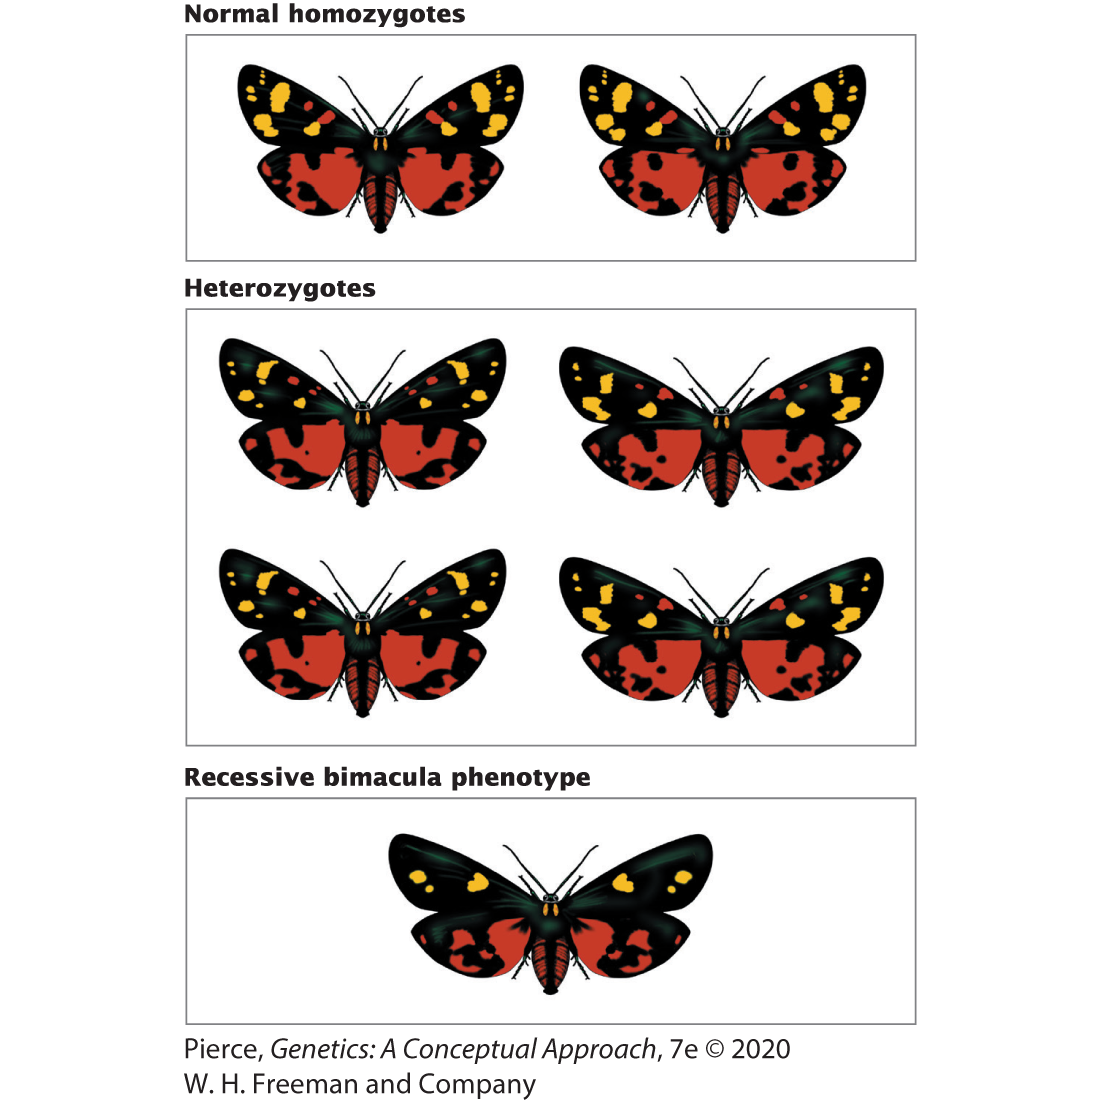 Normal homozygotes
Heterozygotes
Recessive bimacula phenotype
Pierce, Genetics: A Conceptual Approach, 7e © 2020
W. H. Freeman and Company